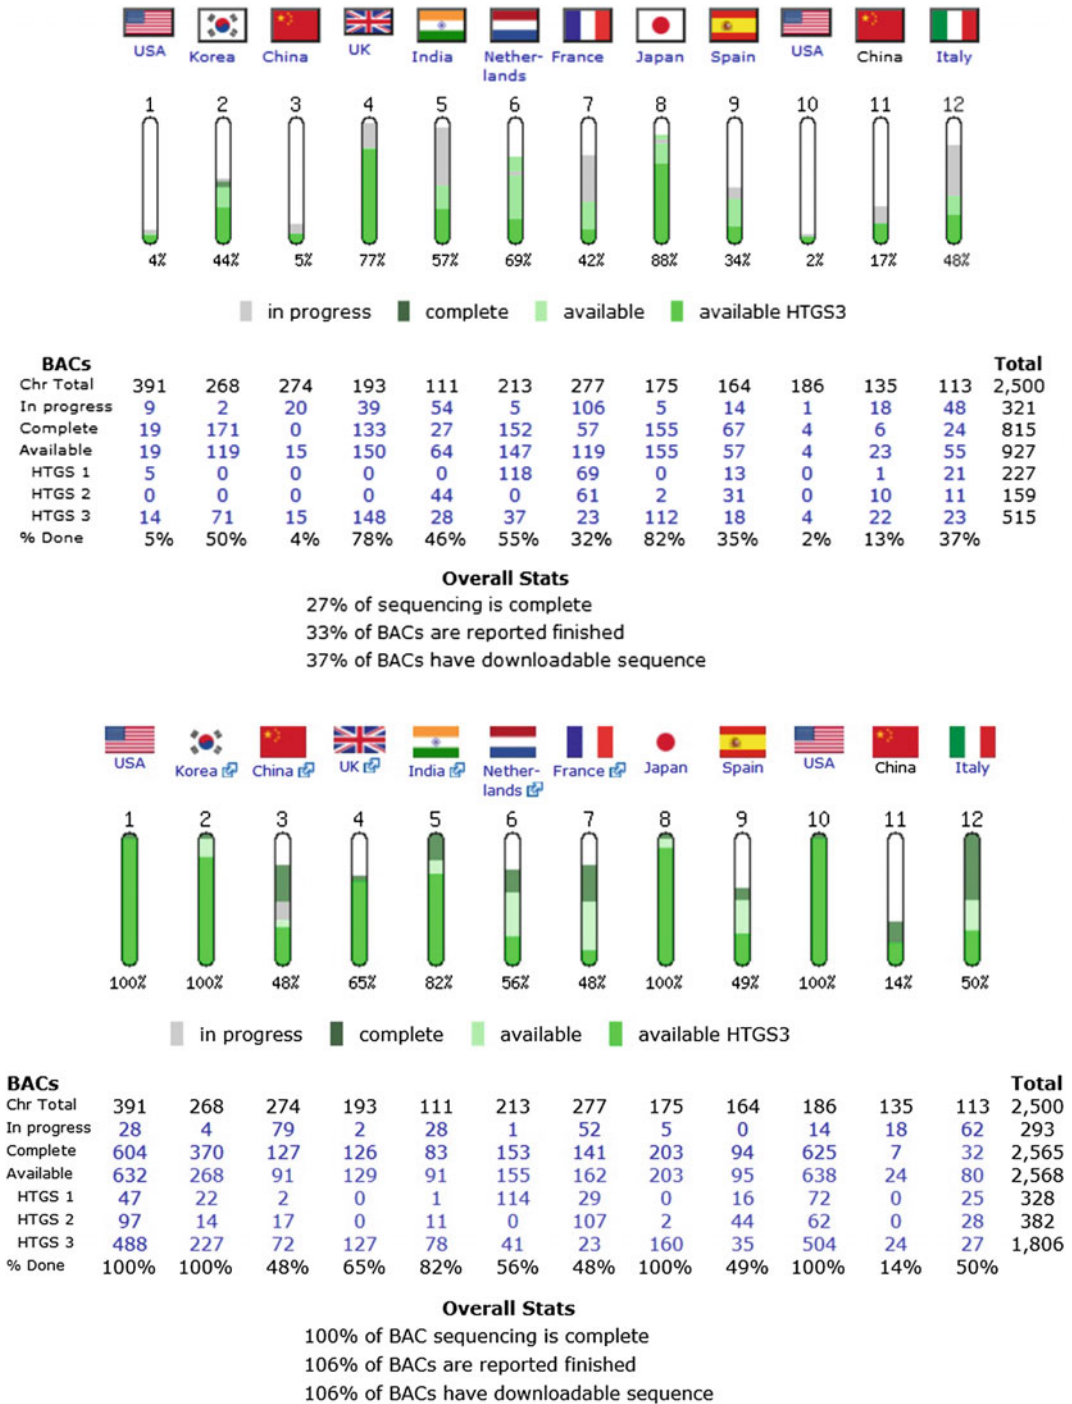 USA Korea China UK India Nether- France Japan Spain USA China Italy
lands
1 2 3 4 5 6 7 8 9 10 11 12
4% 44% 5% 77% 57% 69% 42% 88% 34% 2% 17% 48%
in progress complete available available HTGS3
BACs Total
Chr Total 391 268 274 193 111 213 277 175 164 186 135 113 2,500
In progress 9 2 20 39 54 5 106 5 14 1 18 48 321
Complete 19 171 0 133 27 152 57 155 67 4 6 24 815
Available 19 119 15 150 64 147 119 155 57 4 23 55 927
HTGS 1 5 0 0 0 0 118 69 0 13 0 1 21 227
HTGS 2 0 0 0 0 44 0 61 2 31 0 10 11 159
HTGS 3 14 71 15 148 28 37 23 112 18 4 22 23 515
% Done 5% 50% 4% 78% 46% 55% 32% 82% 35% 2% 13% 37%
Overall Stats
27% of sequencing is complete
33% of BACs are reported finished
37% of BACs have downloadable sequence
USA Korea China UK India Nether- France Japan Spain USA China Italy
lands
1 2 3 4 5 6 7 8 9 10 11 12
100% 100% 48% 65% 82% 56% 48% 100% 49% 100% 14% 50%
in progress complete available available HTGS3
BACs Total
Chr Total 391 268 274 193 111 213 277 175 164 186 135 113 2,500
In progress 28 4 79 2 28 1 52 5 0 14 18 62 293
Complete 604 370 127 126 83 153 141 203 94 625 7 32 2,565
Available 632 268 91 129 91 155 162 203 95 638 24 80 2,568
HTGS 1 47 22 2 0 1 114 29 0 16 72 0 25 328
HTGS 2 97 14 17 0 11 0 107 2 44 62 0 28 382
HTGS 3 488 227 72 127 78 41 23 160 35 504 24 27 1,806
% Done 100% 100% 48% 65% 82% 56% 48% 100% 49% 100% 14% 50%
Overall Stats
100% of BAC sequencing is complete
106% of BACs are reported finished
106% of BACs have downloadable sequence